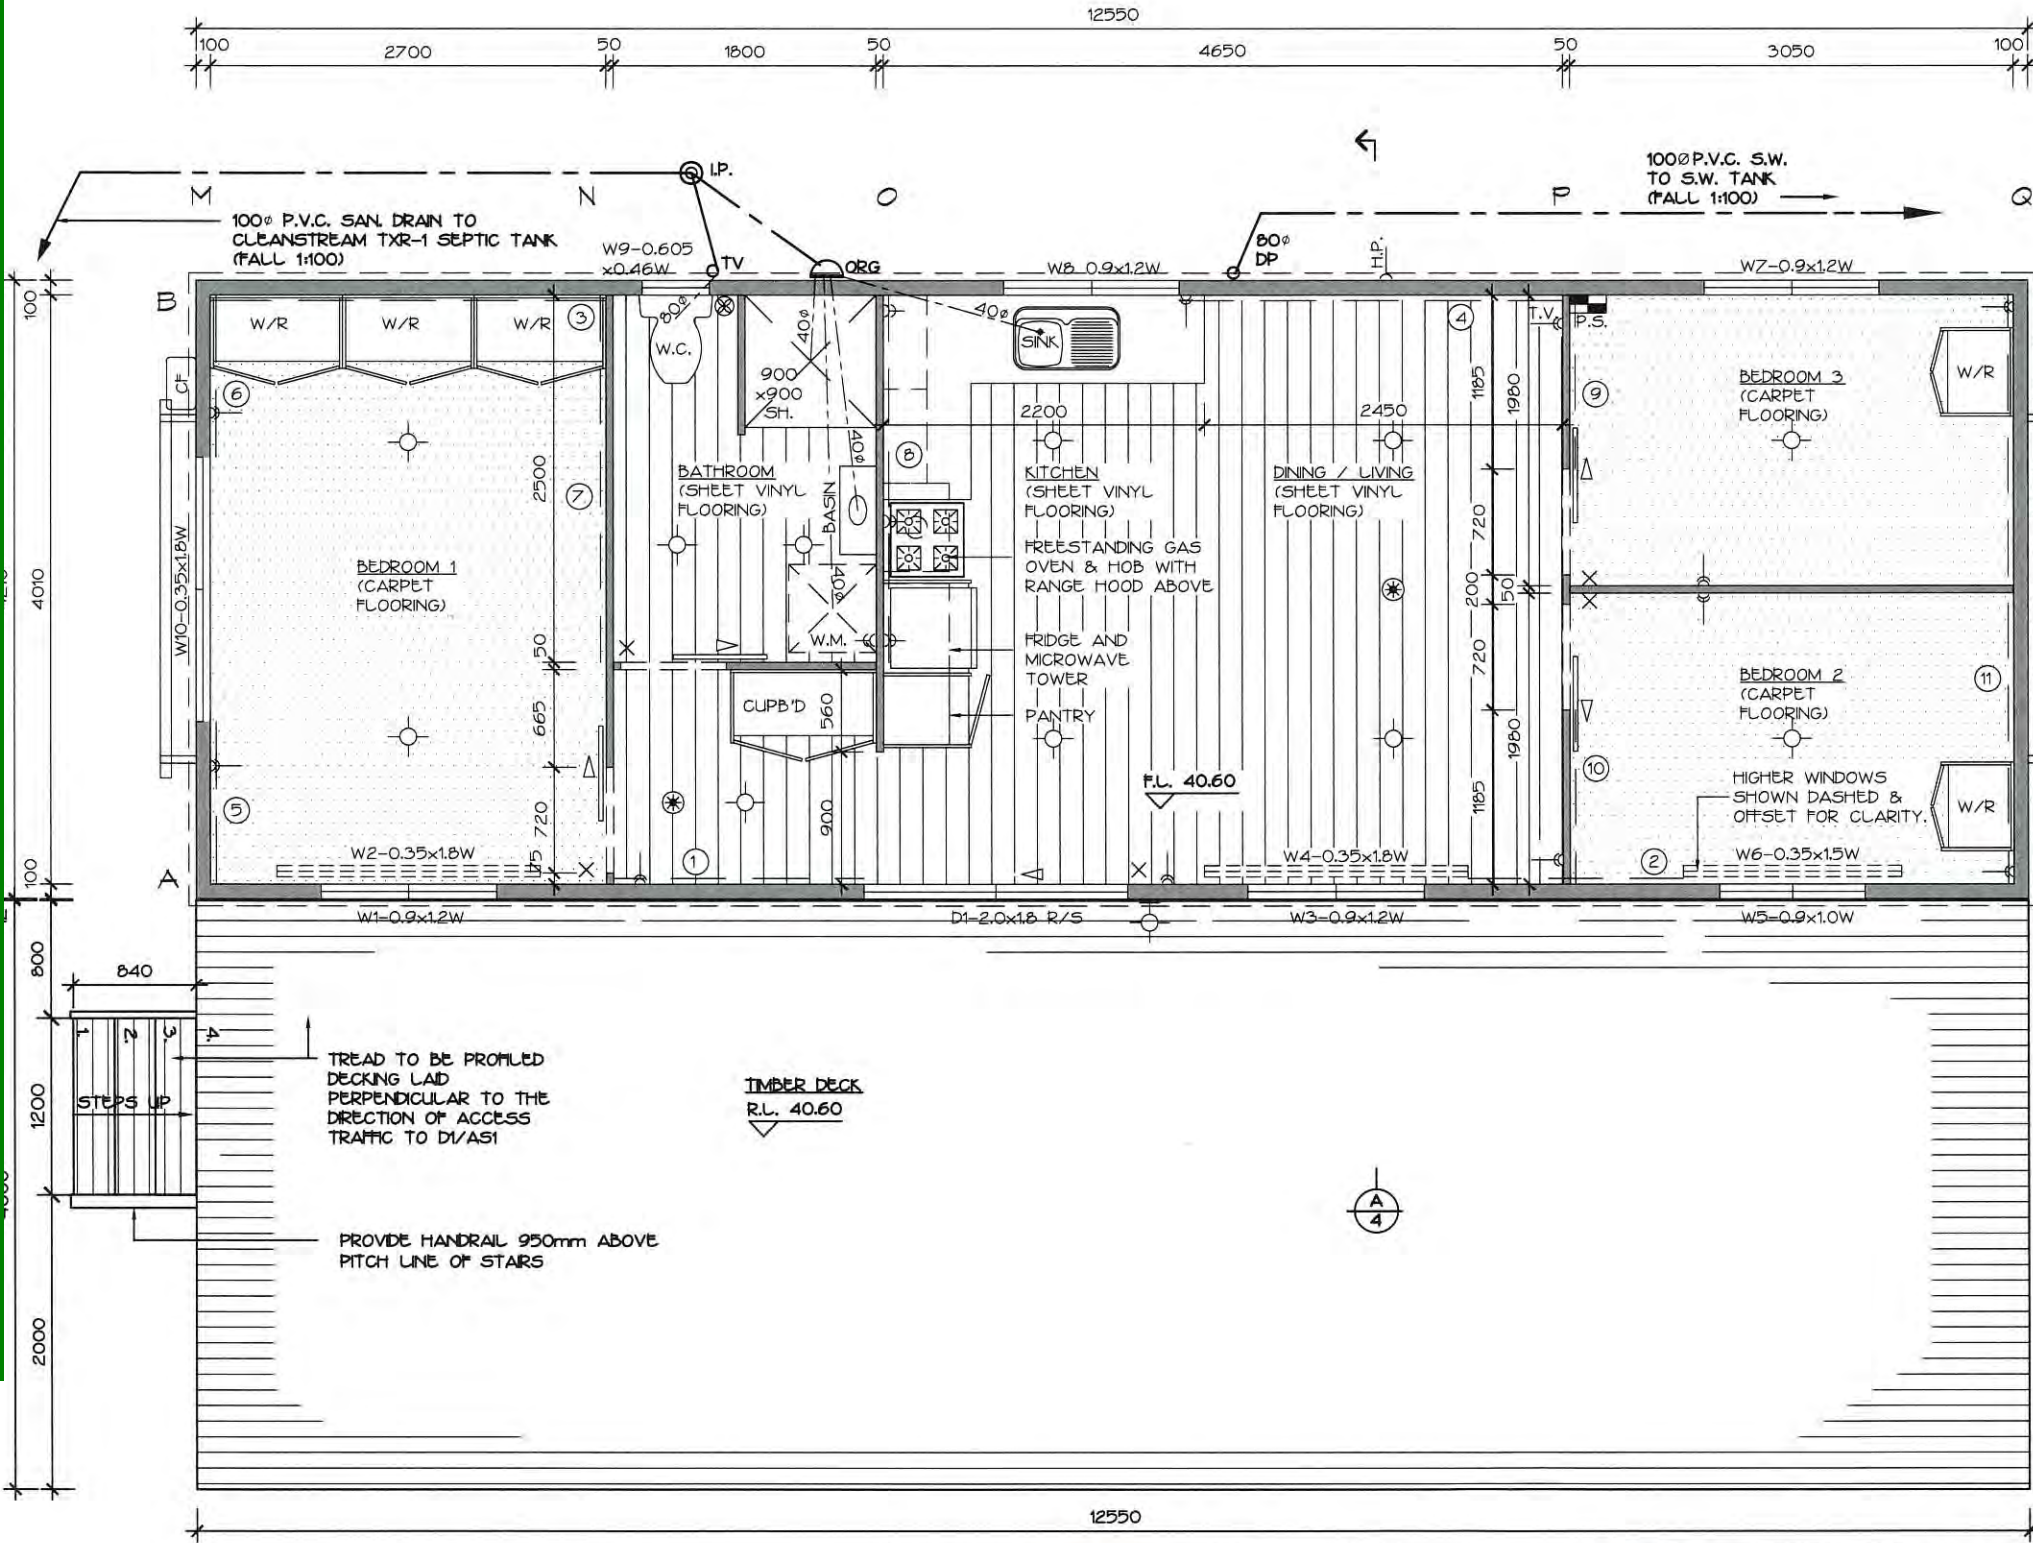 12550
100
2700
50
1800
50
4650
50
3050
100
I.P.
M
N
O
P
Q
100ø P.V.C. SAN. DRAIN TO
CLEANSTREAM TXR-1 SEPTIC TANK
(FALL 1:100)
100Ø P.V.C. S.W.
TO S.W. TANK
(FALL 1:100)
W9-0.605
x0.46W
TV
ORG
W8 0.9x1.2W
80ø
DP
H.P.
W7-0.9x1.2W
100
B
W/R
W/R
W/R
3
80ø
W.C.
40ø
40ø
SINK
4
T.V.
P.S.
CF
6
900
x900
SH.
1185
1980
9
BEDROOM 3
(CARPET
FLOORING)
W/R
2200
2450
40ø
8
2500
7
BATHROOM
(SHEET VINYL
FLOORING)
BASIN
KITCHEN
(SHEET VINYL
FLOORING)
DINING / LIVING
(SHEET VINYL
FLOORING)
720
4010
W10-0.35x1.8W
BEDROOM 1
(CARPET
FLOORING)
40ø
FREESTANDING GAS
OVEN & HOB WITH
RANGE HOOD ABOVE
200
50
W.M.
FRIDGE AND
MICROWAVE
TOWER
50
720
BEDROOM 2
(CARPET
FLOORING)
11
665
CUPB'D
560
PANTRY
1980
10
F.L. 40.60
HIGHER WINDOWS
SHOWN DASHED &
OFFSET FOR CLARITY.
W/R
5
720
900
1185
1
W2-0.35x1.8W
75
W4-0.35x1.8W
2
W6-0.35x1.5W
100
A
W1-0.9x1.2W
D1-2.0x1.8 R/S
W3-0.9x1.2W
W5-0.9x1.0W
800
840
1.
2.
3.
4.
TREAD TO BE PROFILED
DECKING LAID
PERPENDICULAR TO THE
DIRECTION OF ACCESS
TRAFFIC TO D1/AS1
STEPS UP
1200
TIMBER DECK
R.L. 40.60
A
4
PROVIDE HANDRAIL 950mm ABOVE
PITCH LINE OF STAIRS
2000
12550